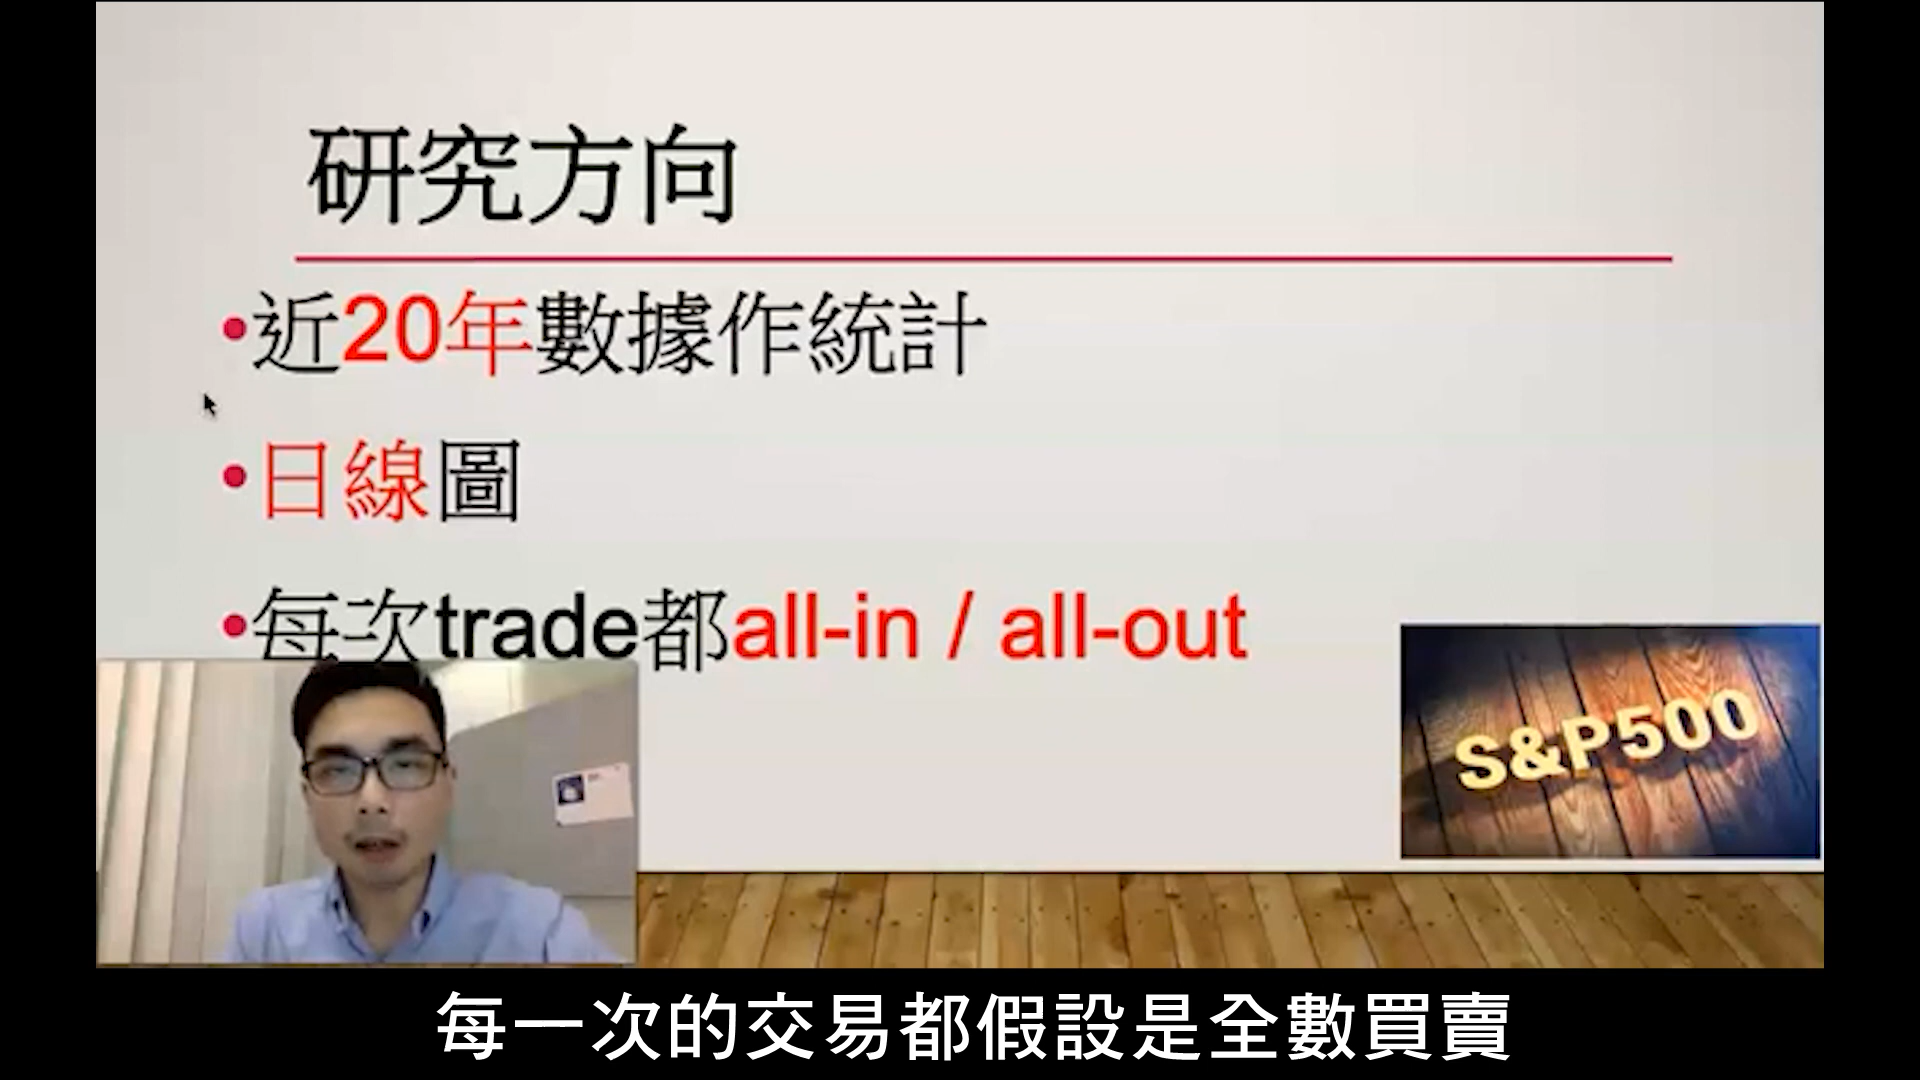 研究方向
•近20年數據作統計
•日線圖
•每次trade都all-in / all-out
S&P500
每一次的交易都假設是全數買賣